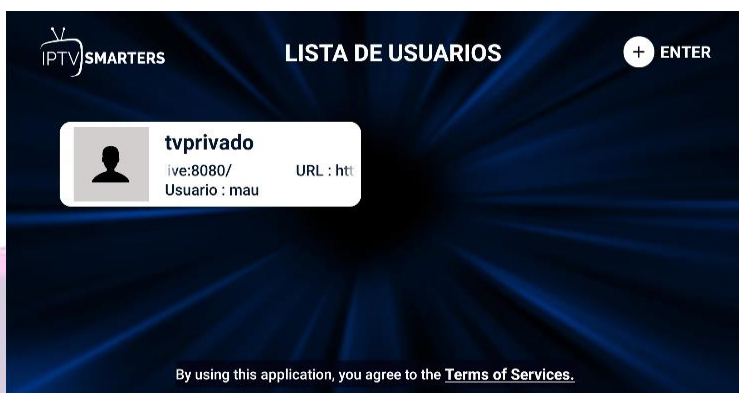 IPTV SMARTERS
LISTA DE USUARIOS
+ ENTER
tvprivado
ive:8080/ URL : htt
Usuario : mau
By using this application, you agree to the Terms of Services.